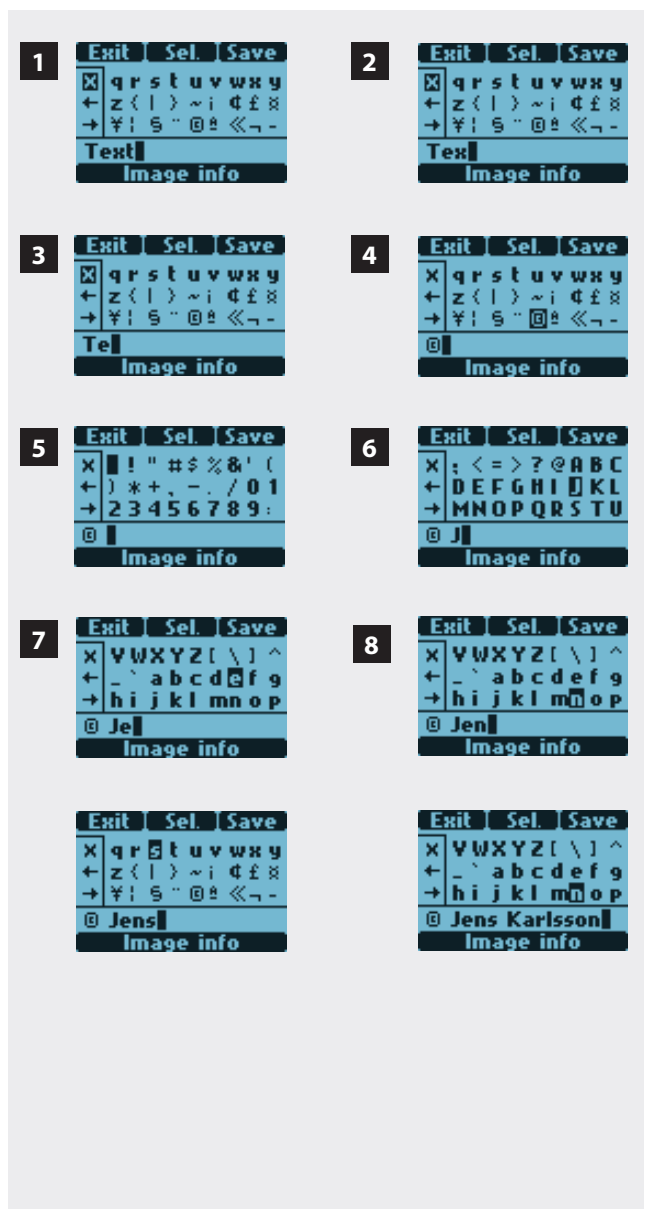 1
Exit Sel. Save
X q r s t u v w x y
← z { | } ~ ¡ ¢ £ ¤
→ ¥ ¦ § ¨ © ª « ¬ -
Text
Image info
2
Exit Sel. Save
X q r s t u v w x y
← z { | } ~ ¡ ¢ £ ¤
→ ¥ ¦ § ¨ © ª « ¬ -
Tex
Image info
3
Exit Sel. Save
X q r s t u v w x y
← z { | } ~ ¡ ¢ £ ¤
→ ¥ ¦ § ¨ © ª « ¬ -
Te
Image info
4
Exit Sel. Save
X q r s t u v w x y
← z { | } ~ ¡ ¢ £ ¤
→ ¥ ¦ § ¨ © ª « ¬ -
©
Image info
5
Exit Sel. Save
X ! " # $ % & ' (
← ) * + , - . / 0 1
→ 2 3 4 5 6 7 8 9 :
©
Image info
6
Exit Sel. Save
X ; < = > ? @ A B C
← D E F G H I J K L
→ M N O P Q R S T U
© J
Image info
7
Exit Sel. Save
X V W X Y Z [ \ ] ^
← _ ` a b c d e f g
→ h i j k l m n o p
© Je
Image info
8
Exit Sel. Save
X V W X Y Z [ \ ] ^
← _ ` a b c d e f g
→ h i j k l m n o p
© Jen
Image info
Exit Sel. Save
X q r s t u v w x y
← z { | } ~ ¡ ¢ £ ¤
→ ¥ ¦ § ¨ © ª « ¬ -
© Jens
Image info
Exit Sel. Save
X V W X Y Z [ \ ] ^
← _ ` a b c d e f g
→ h i j k l m n o p
© Jens Karlsson
Image info